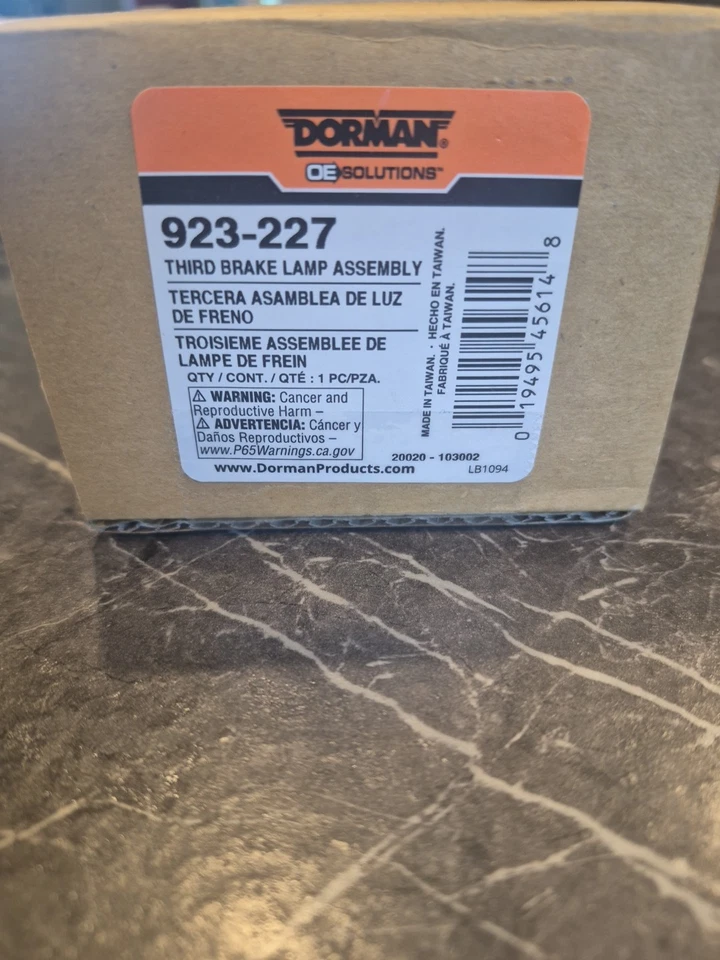 DORMAN®
OE SOLUTIONS™
923-227
THIRD BRAKE LAMP ASSEMBLY
TERCERA ASAMBLEA DE LUZ
DE FRENO
TROISIEME ASSEMBLEE DE
LAMPE DE FREIN
QTY / CONT. / QTÉ : 1 PC/PZA.
⚠ WARNING: Cancer and
Reproductive Harm –
⚠ ADVERTENCIA: Cáncer y
Daños Reproductivos –
www.P65Warnings.ca.gov
www.DormanProducts.com
MADE IN TAIWAN. · HECHO EN TAIWAN.
FABRIQUÉ À TAIWAN.
0 19495 45614 8
20020 - 103002
LB1094